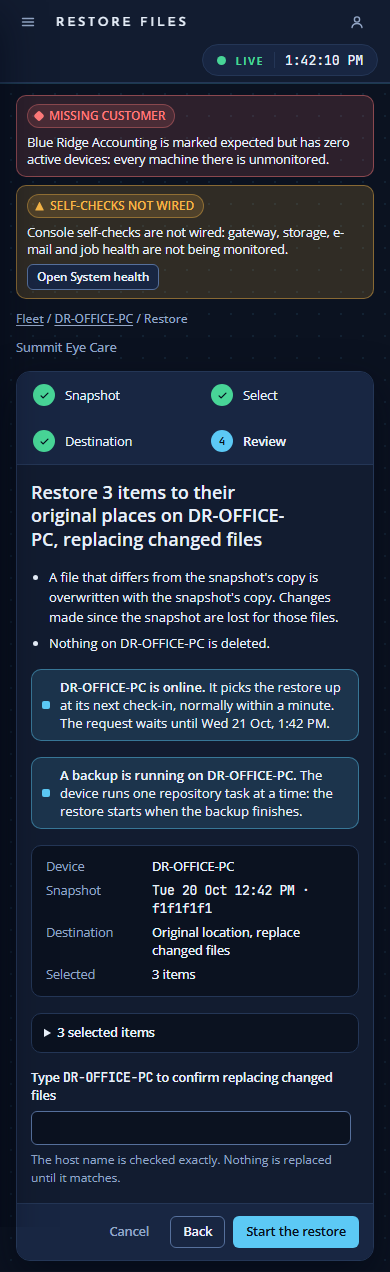 RESTORE FILES
LIVE 1:42:10 PM
MISSING CUSTOMER
Blue Ridge Accounting is marked expected but has zero
active devices: every machine there is unmonitored.
SELF-CHECKS NOT WIRED
Console self-checks are not wired: gateway, storage, e-
mail and job health are not being monitored.
Open System health
Fleet / DR-OFFICE-PC / Restore
Summit Eye Care
Snapshot
Select
Destination
4 Review
Restore 3 items to their
original places on DR-OFFICE-
PC, replacing changed files
• A file that differs from the snapshot's copy is
overwritten with the snapshot's copy. Changes
made since the snapshot are lost for those files.
• Nothing on DR-OFFICE-PC is deleted.
DR-OFFICE-PC is online. It picks the restore up
at its next check-in, normally within a minute.
The request waits until Wed 21 Oct, 1:42 PM.
A backup is running on DR-OFFICE-PC. The
device runs one repository task at a time: the
restore starts when the backup finishes.
Device DR-OFFICE-PC
Snapshot Tue 20 Oct 12:42 PM ·
f1f1f1f1
Destination Original location, replace
changed files
Selected 3 items
3 selected items
Type DR-OFFICE-PC to confirm replacing changed
files
The host name is checked exactly. Nothing is replaced
until it matches.
Cancel Back Start the restore